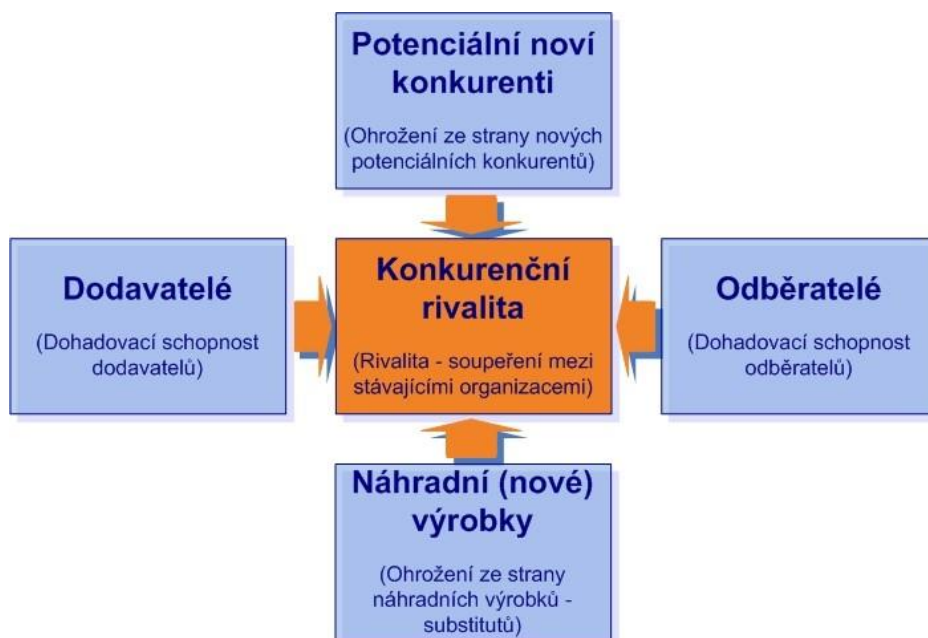 Potenciální noví
konkurenti
(Ohrožení ze strany nových
potenciálních konkurentů)
Dodavatelé
(Dohadovací schopnost
dodavatelů)
Konkurenční
rivalita
(Rivalita - soupeření mezi
stávajícími organizacemi)
Odběratelé
(Dohadovací schopnost
odběratelů)
Náhradní (nové)
výrobky
(Ohrožení ze strany
náhradních výrobků -
substitutů)